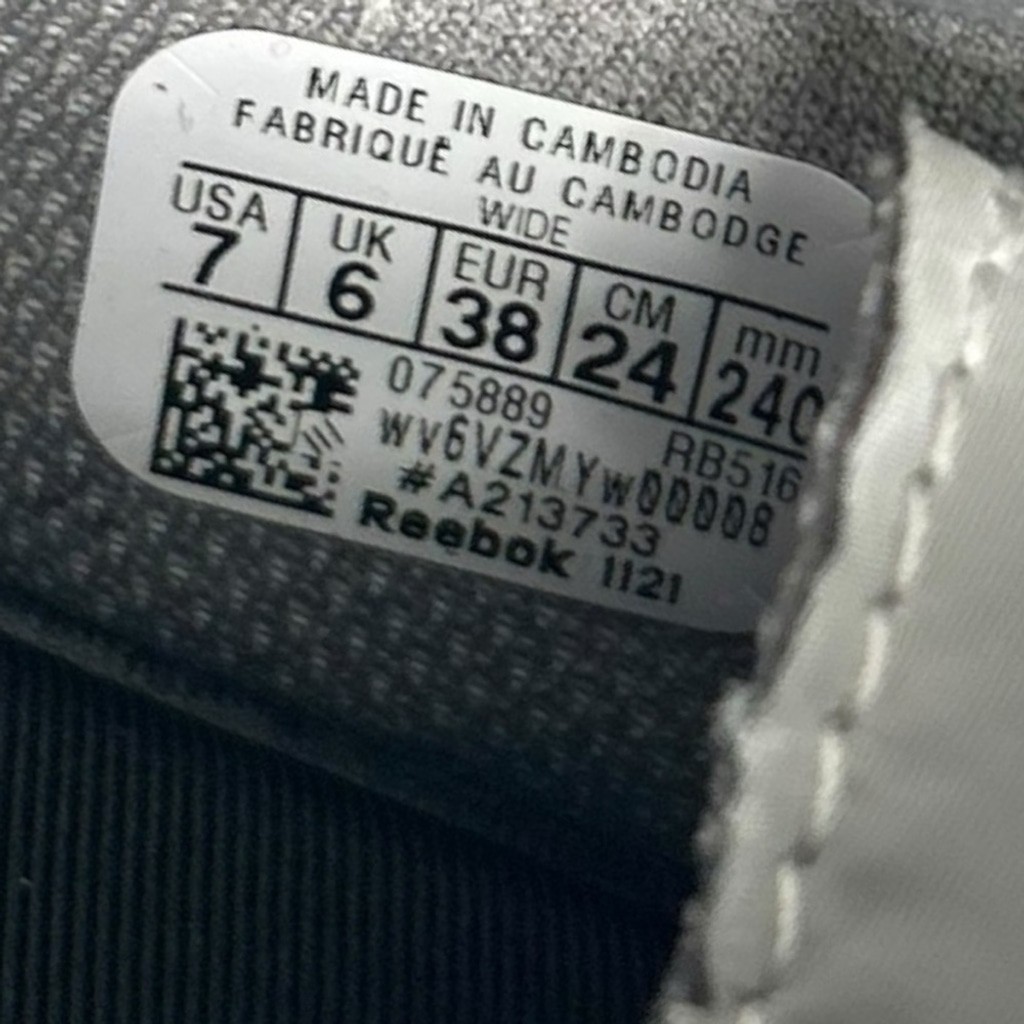 MADE IN CAMBODIA
FABRIQUÉ AU CAMBODGE
WIDE
USA UK EUR CM mm
7 6 38 24 240
075889 RB516
WV6VZMYW00008
#A213733
Reebok 1121